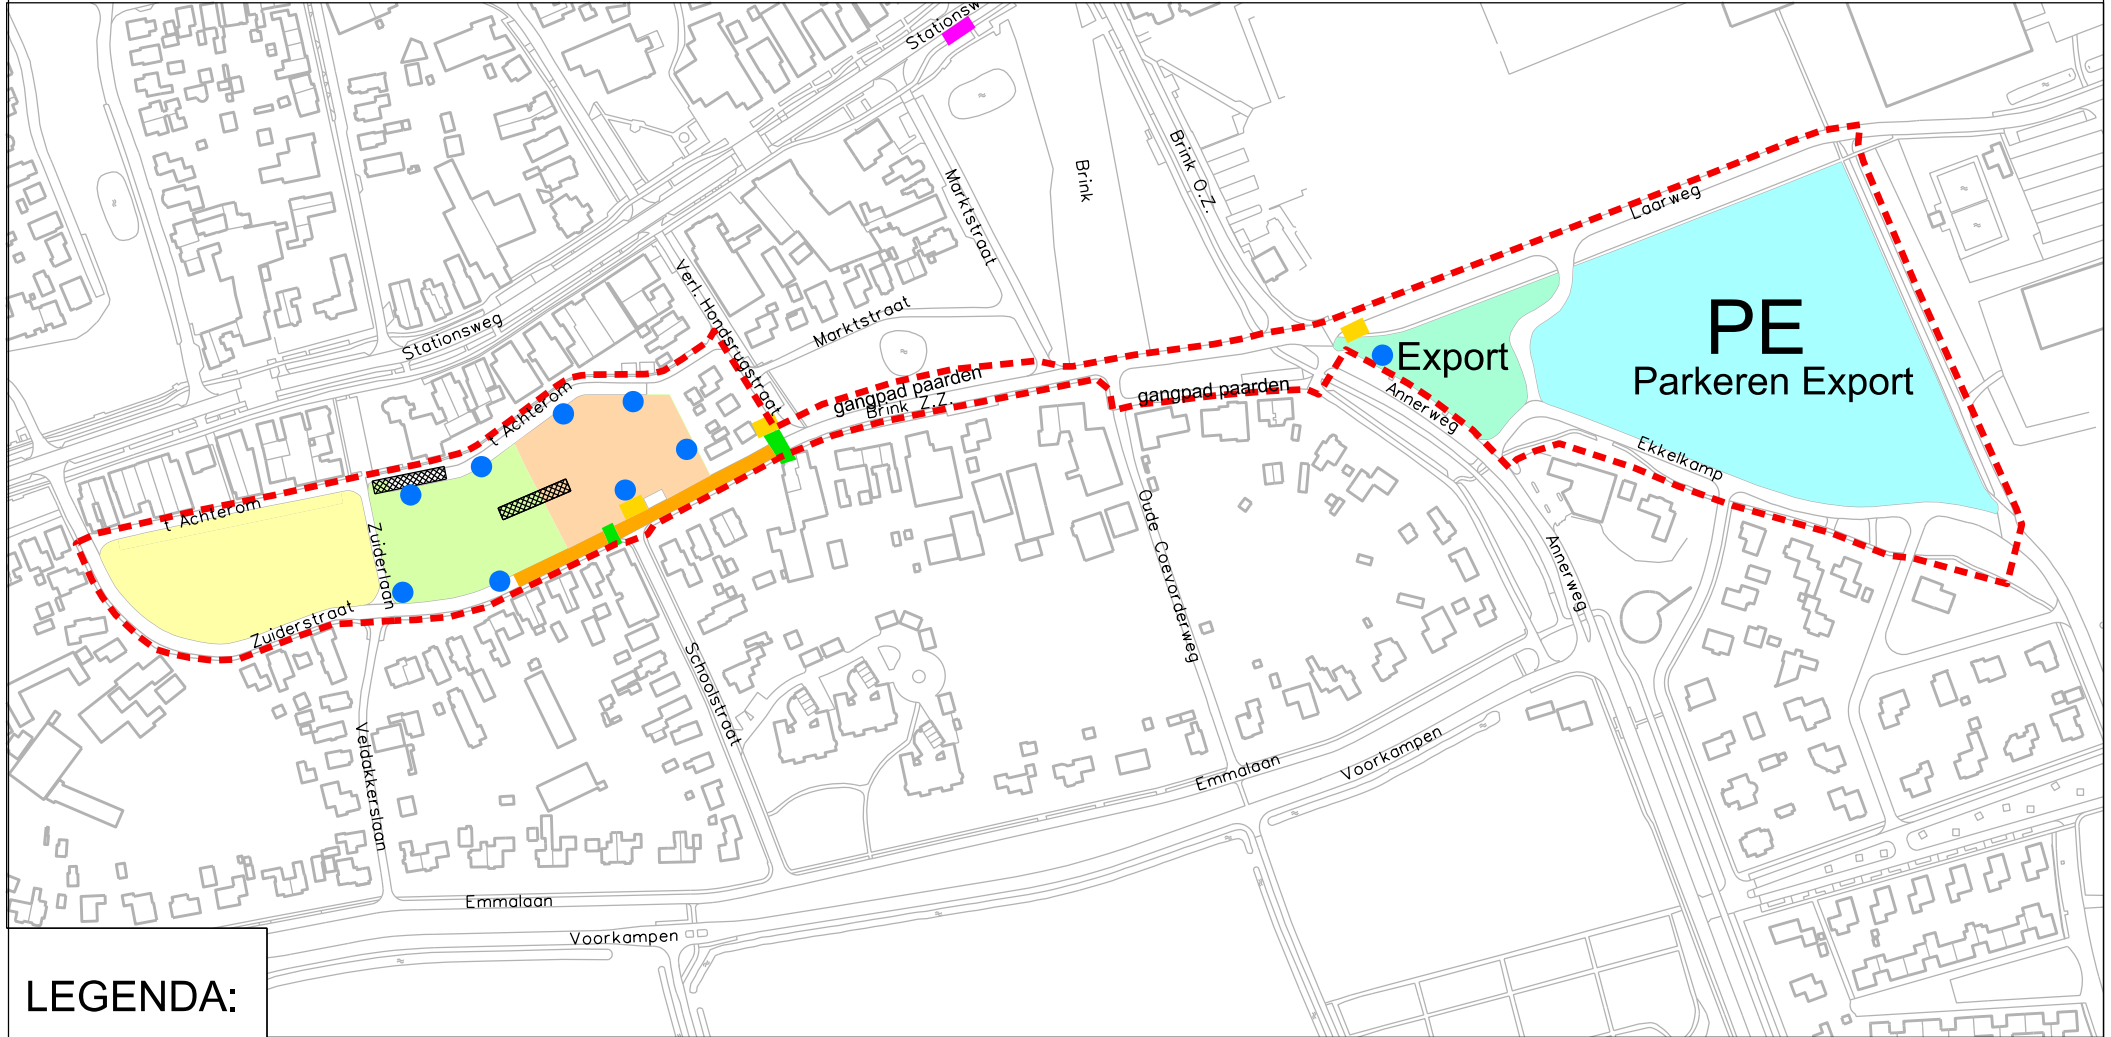 Stationsw
Brink O.Z.
Brink
Marktstraat
Laarweg
Verl. Hondsrugstraat
Marktstraat
Stationsweg
PE
Parkeren Export
Export
gangpad paarden
gangpad paarden
Brink Z.Z.
Annerweg
t Achterom
Ekkelkamp
t Achterom
Zuiderlaan
Oude Coevorderweg
Annerweg
Zuiderstraat
Schoolstraat
Veldakkerslaan
Emmalaan
Voorkampen
Emmalaan
Voorkampen
LEGENDA: